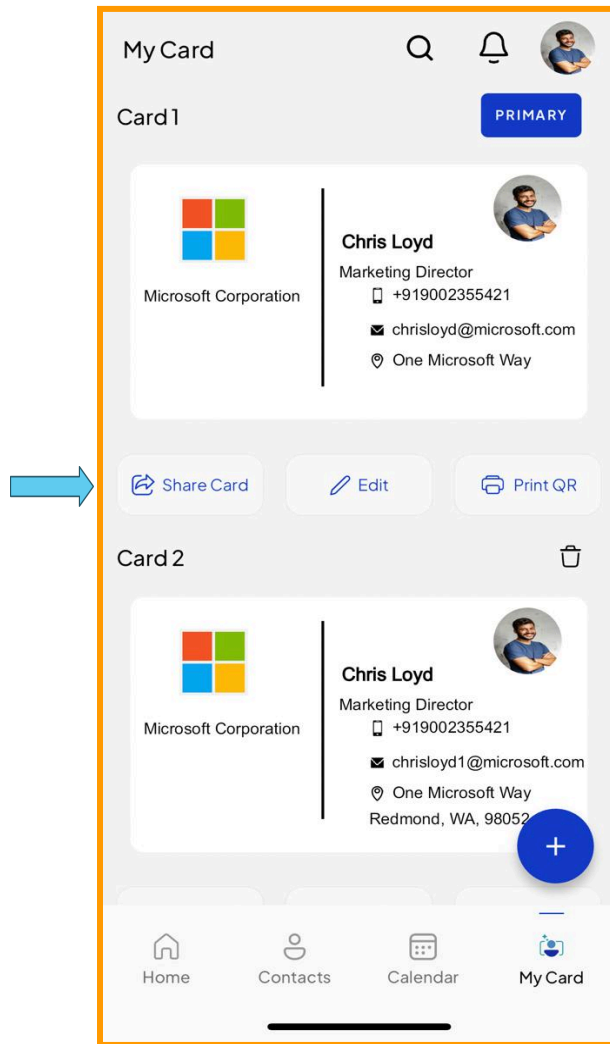 My Card
Card 1
PRIMARY
Microsoft Corporation
Chris Loyd
Marketing Director
+919002355421
chrisloyd@microsoft.com
One Microsoft Way
Share Card
Edit
Print QR
Card 2
Microsoft Corporation
Chris Loyd
Marketing Director
+919002355421
chrisloyd1@microsoft.com
One Microsoft Way
Redmond, WA, 98052
+
Home
Contacts
Calendar
My Card